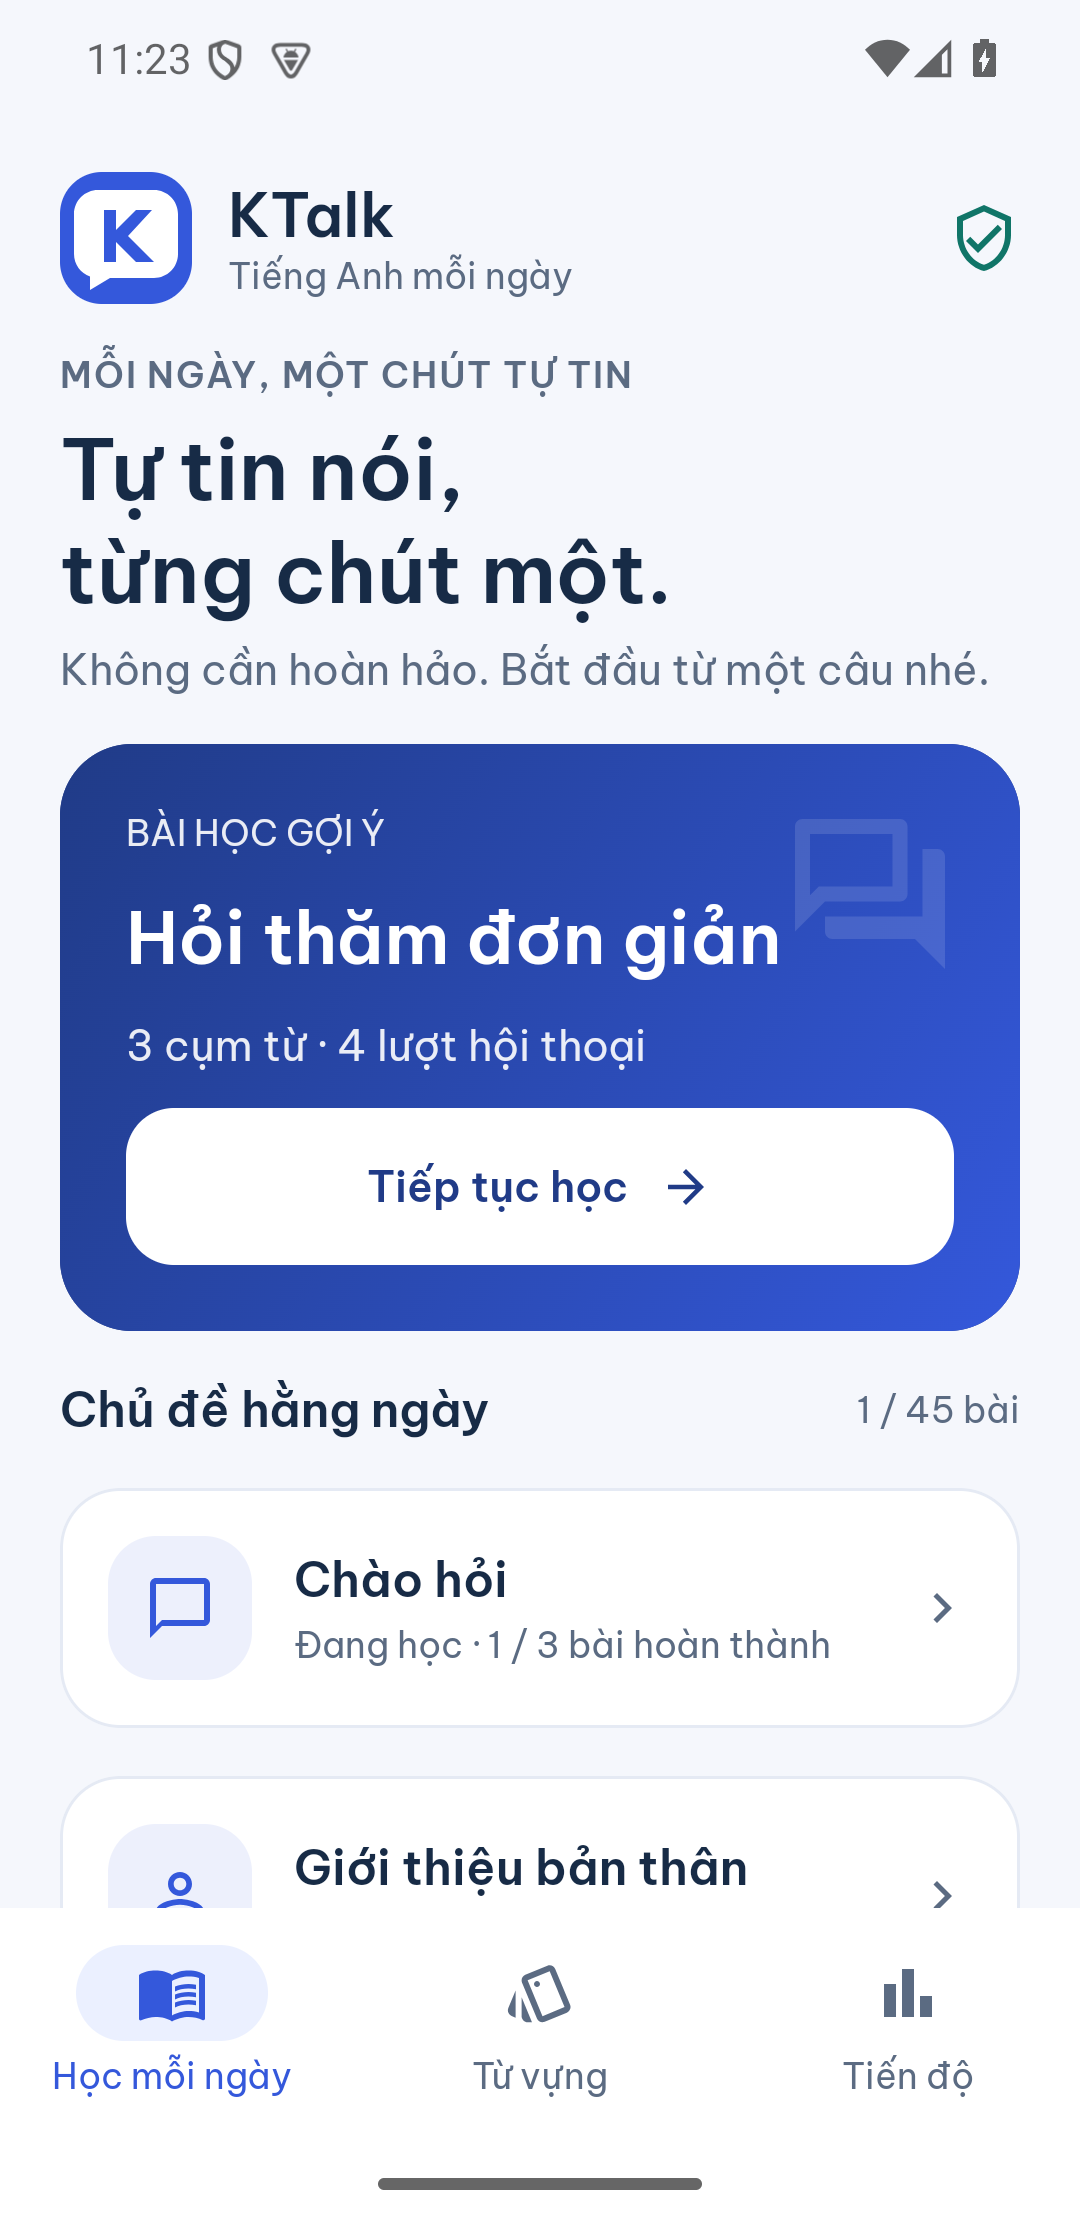 11:23
K
KTalk
Tiếng Anh mỗi ngày
MỖI NGÀY, MỘT CHÚT TỰ TIN
Tự tin nói,
từng chút một.
Không cần hoàn hảo. Bắt đầu từ một câu nhé.
BÀI HỌC GỢI Ý
Hỏi thăm đơn giản
3 cụm từ · 4 lượt hội thoại
Tiếp tục học
Chủ đề hằng ngày
1 / 45 bài
Chào hỏi
Đang học · 1 / 3 bài hoàn thành
Giới thiệu bản thân
Học mỗi ngày
Từ vựng
Tiến độ